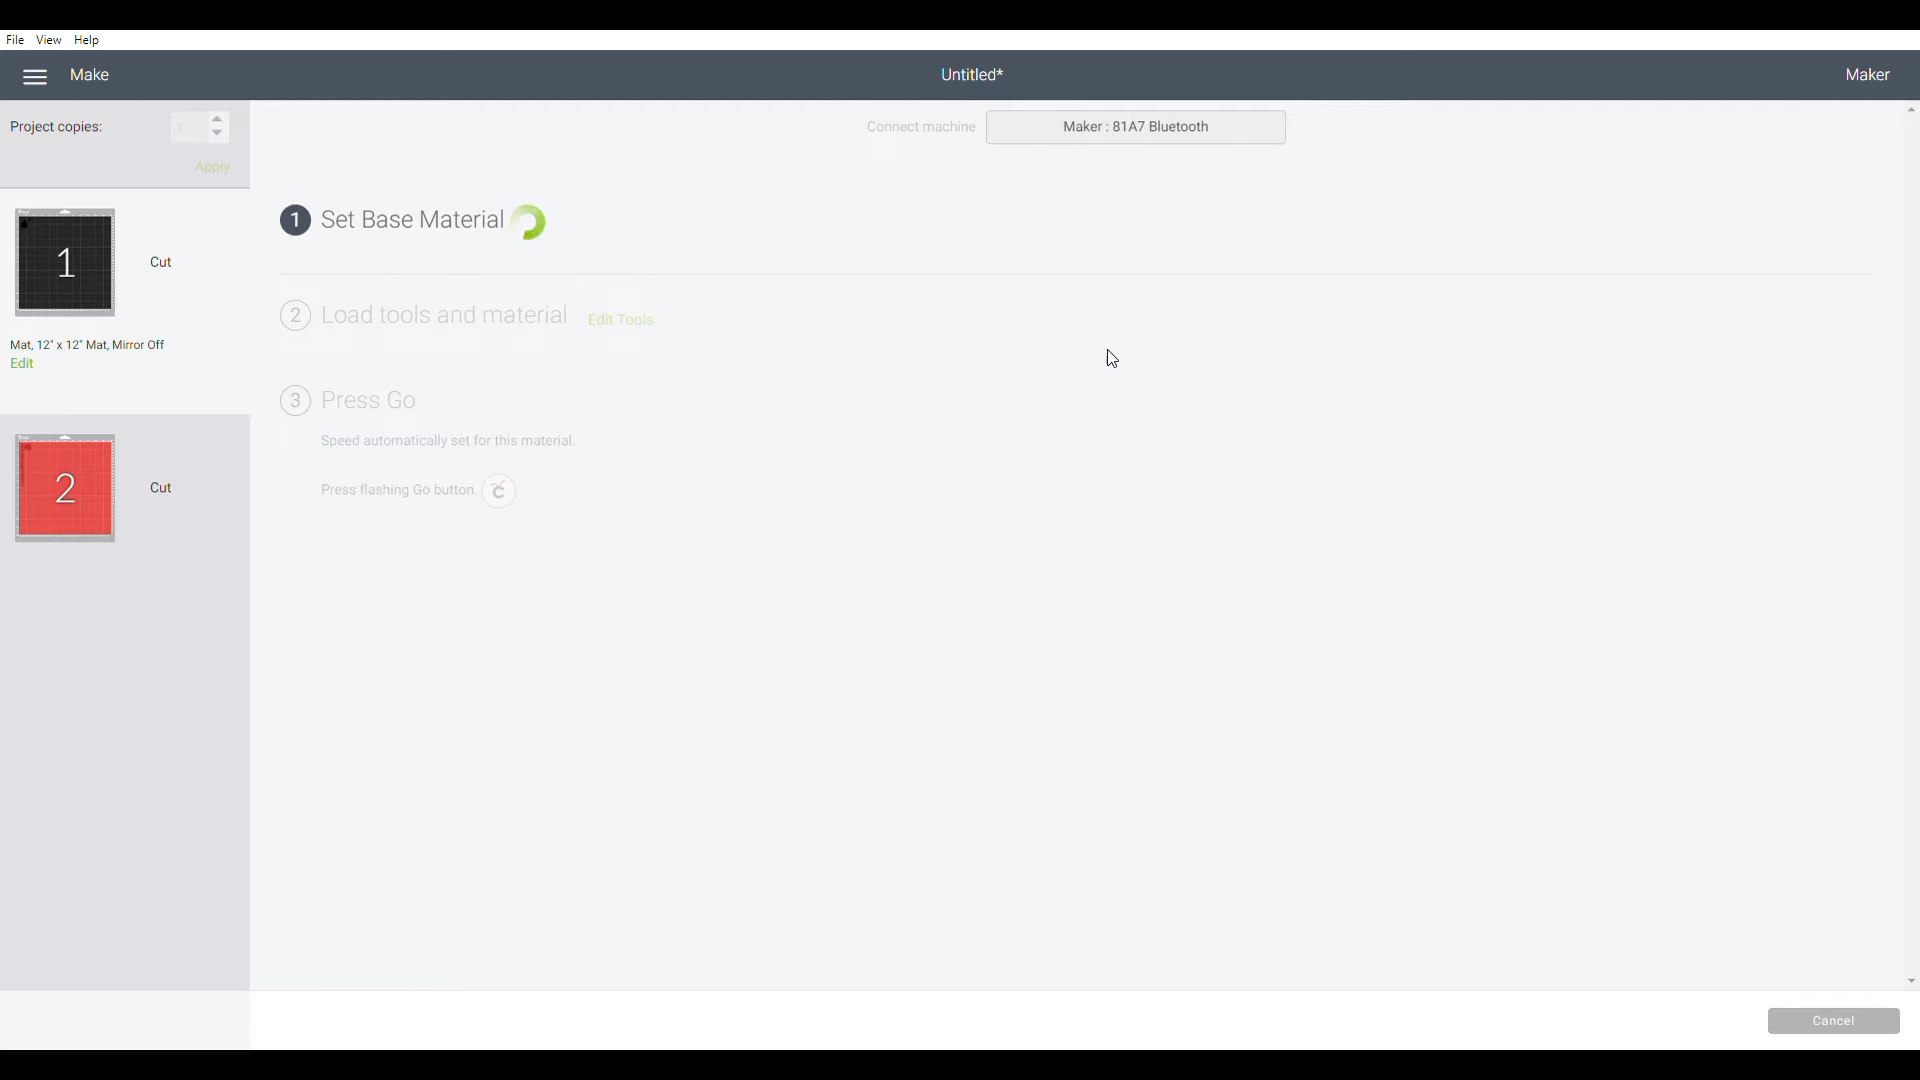 File View Help
Make Untitled* Maker
Project copies: 1
Apply
Connect machine Maker : 81A7 Bluetooth
1 Set Base Material
1 Cut
2 Load tools and material Edit Tools
Mat, 12" x 12" Mat, Mirror Off
Edit
3 Press Go
Speed automatically set for this material.
Press flashing Go button.
2 Cut
Cancel